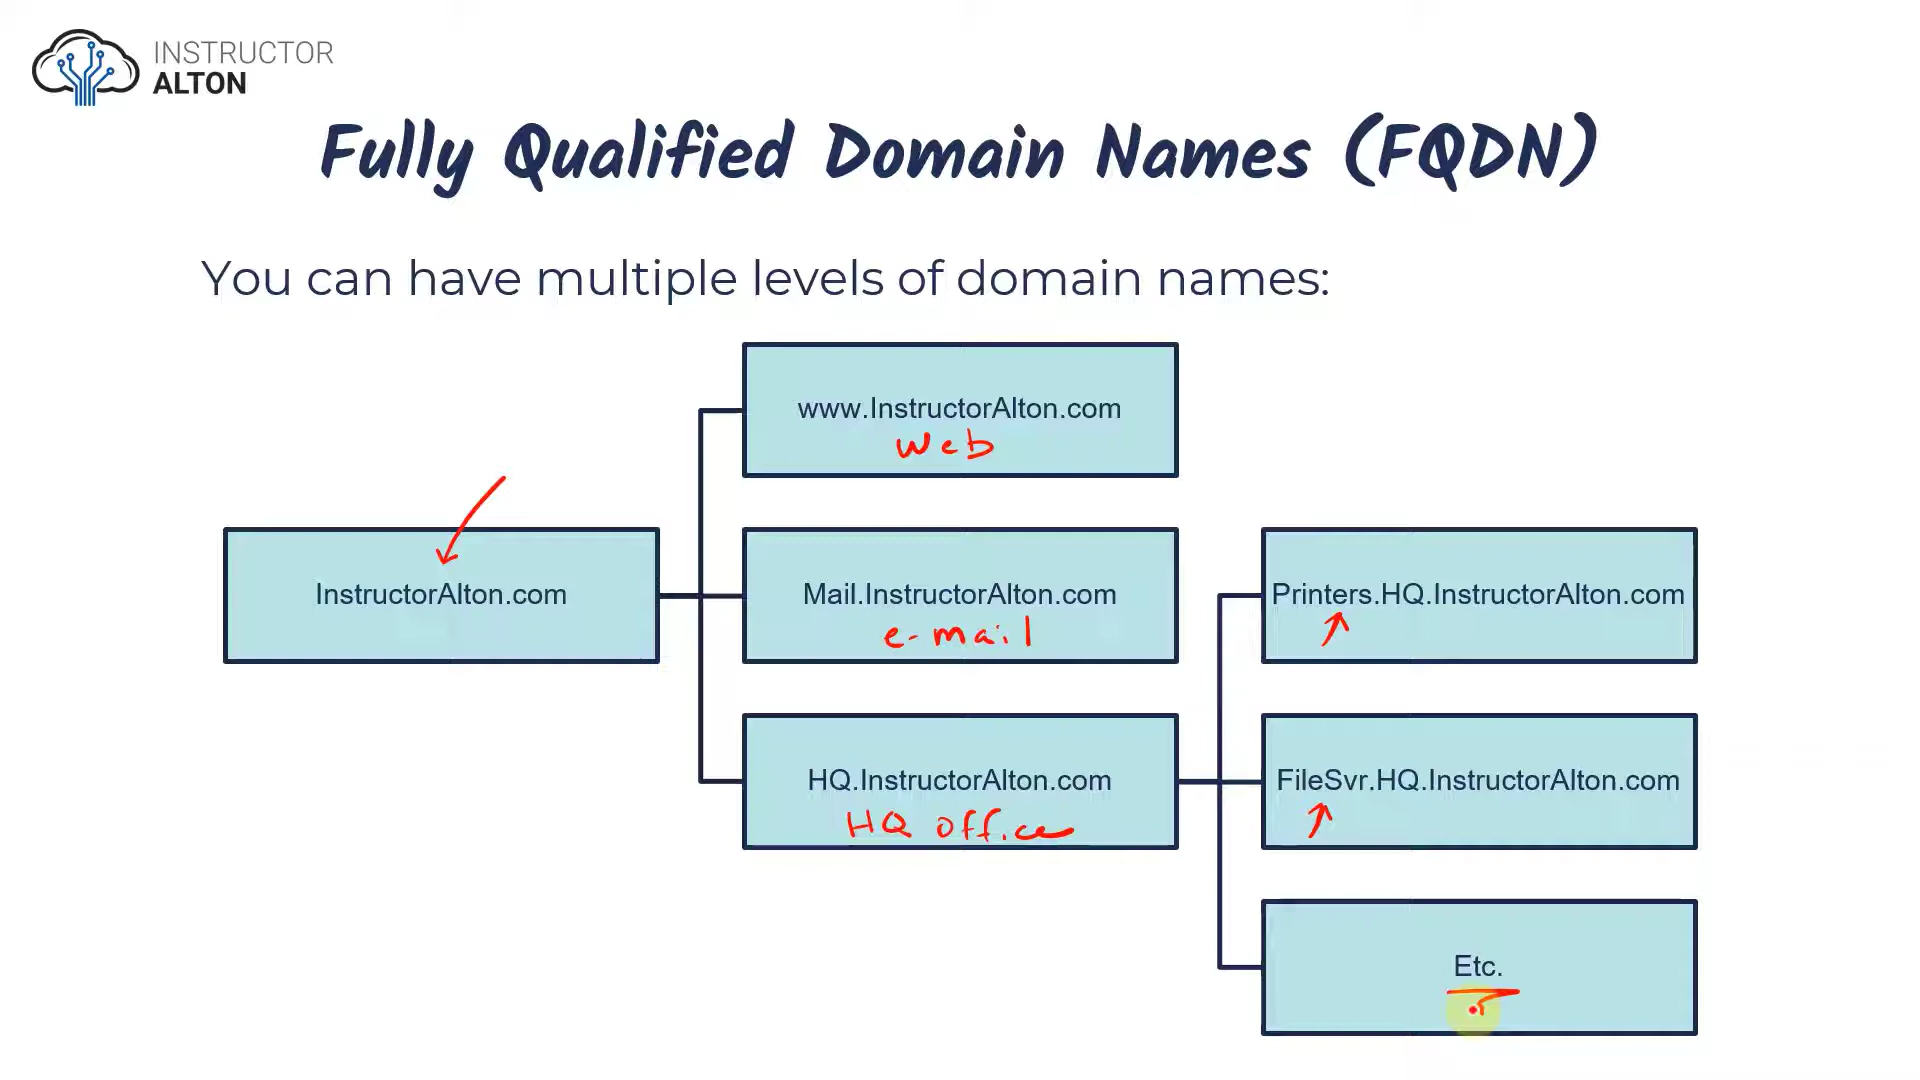 INSTRUCTOR
ALTON
Fully Qualified Domain Names (FQDN)
You can have multiple levels of domain names:
www.InstructorAlton.com
Web
InstructorAlton.com
Mail.InstructorAlton.com
e-mail
HQ.InstructorAlton.com
HQ office
Printers.HQ.InstructorAlton.com
FileSvr.HQ.InstructorAlton.com
Etc.